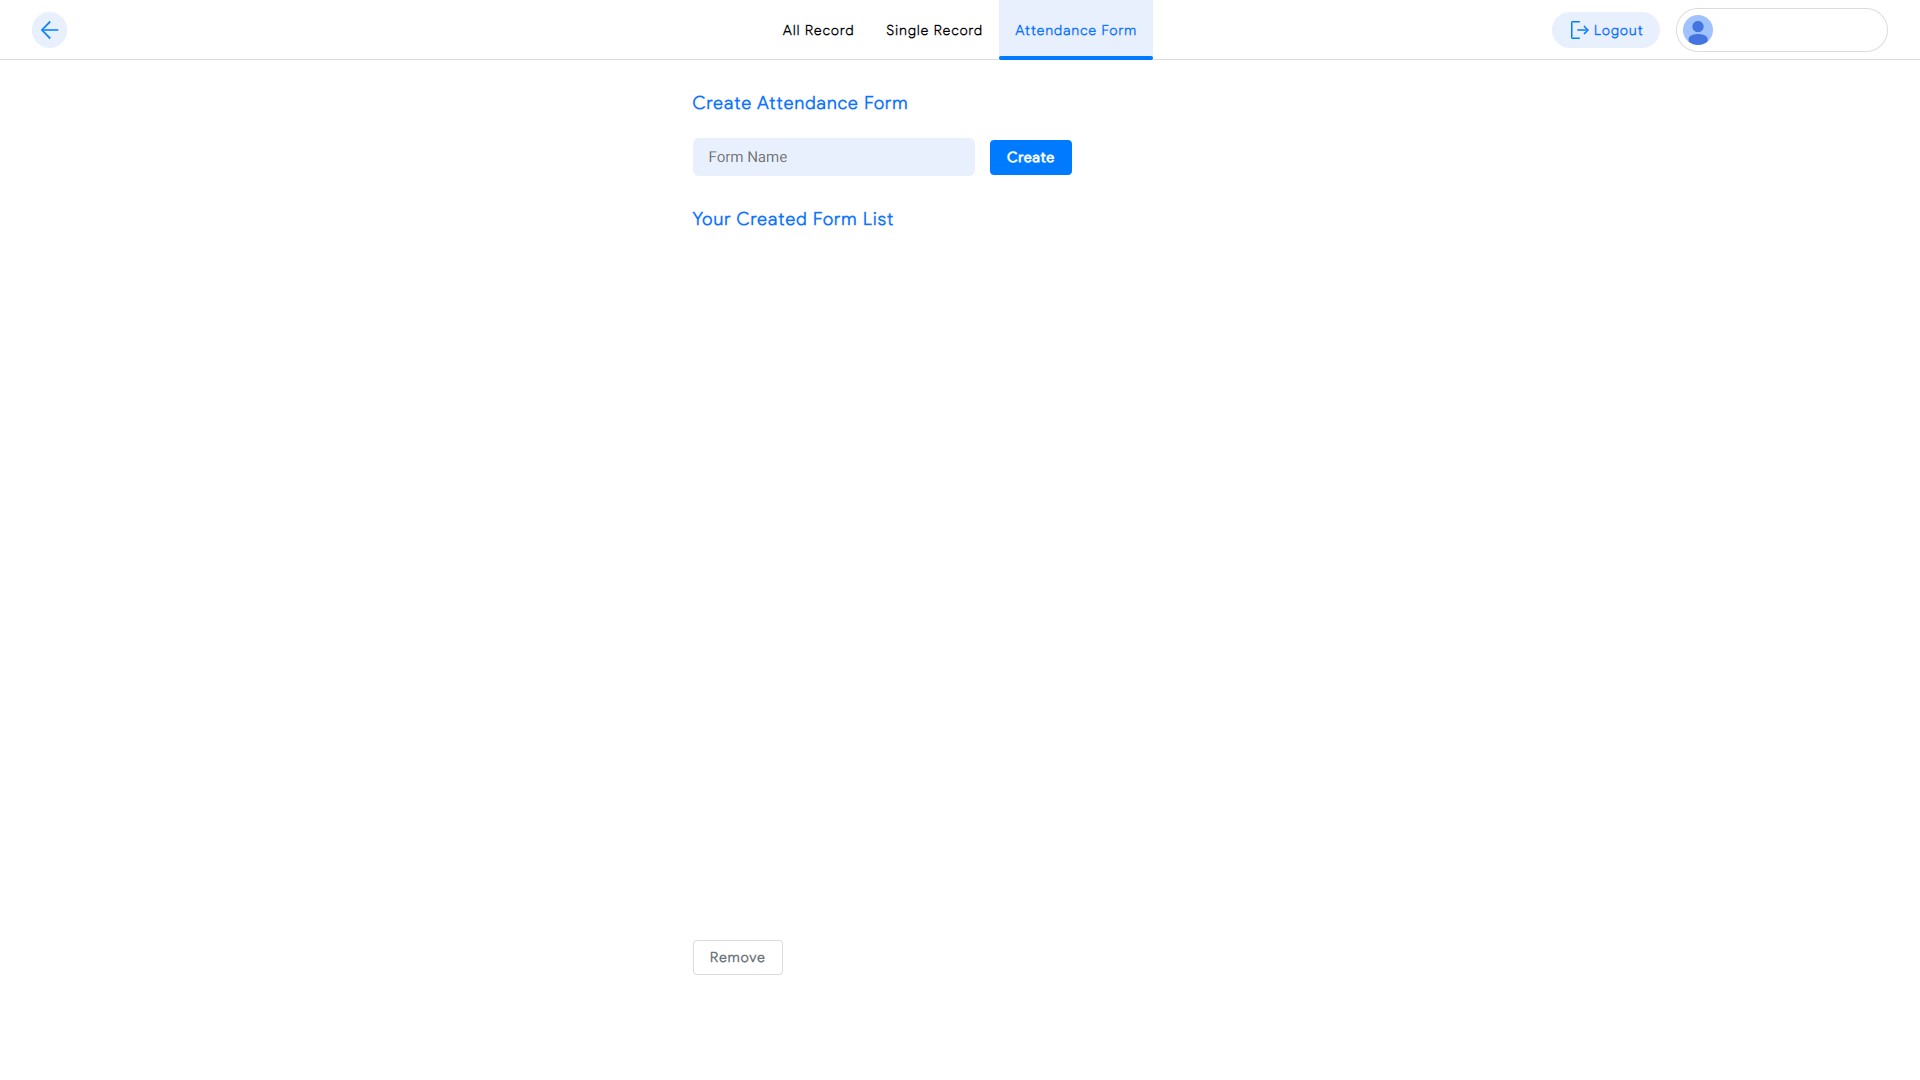 All Record
Single Record
Attendance Form
Logout
Create Attendance Form
Form Name
Create
Your Created Form List
Remove